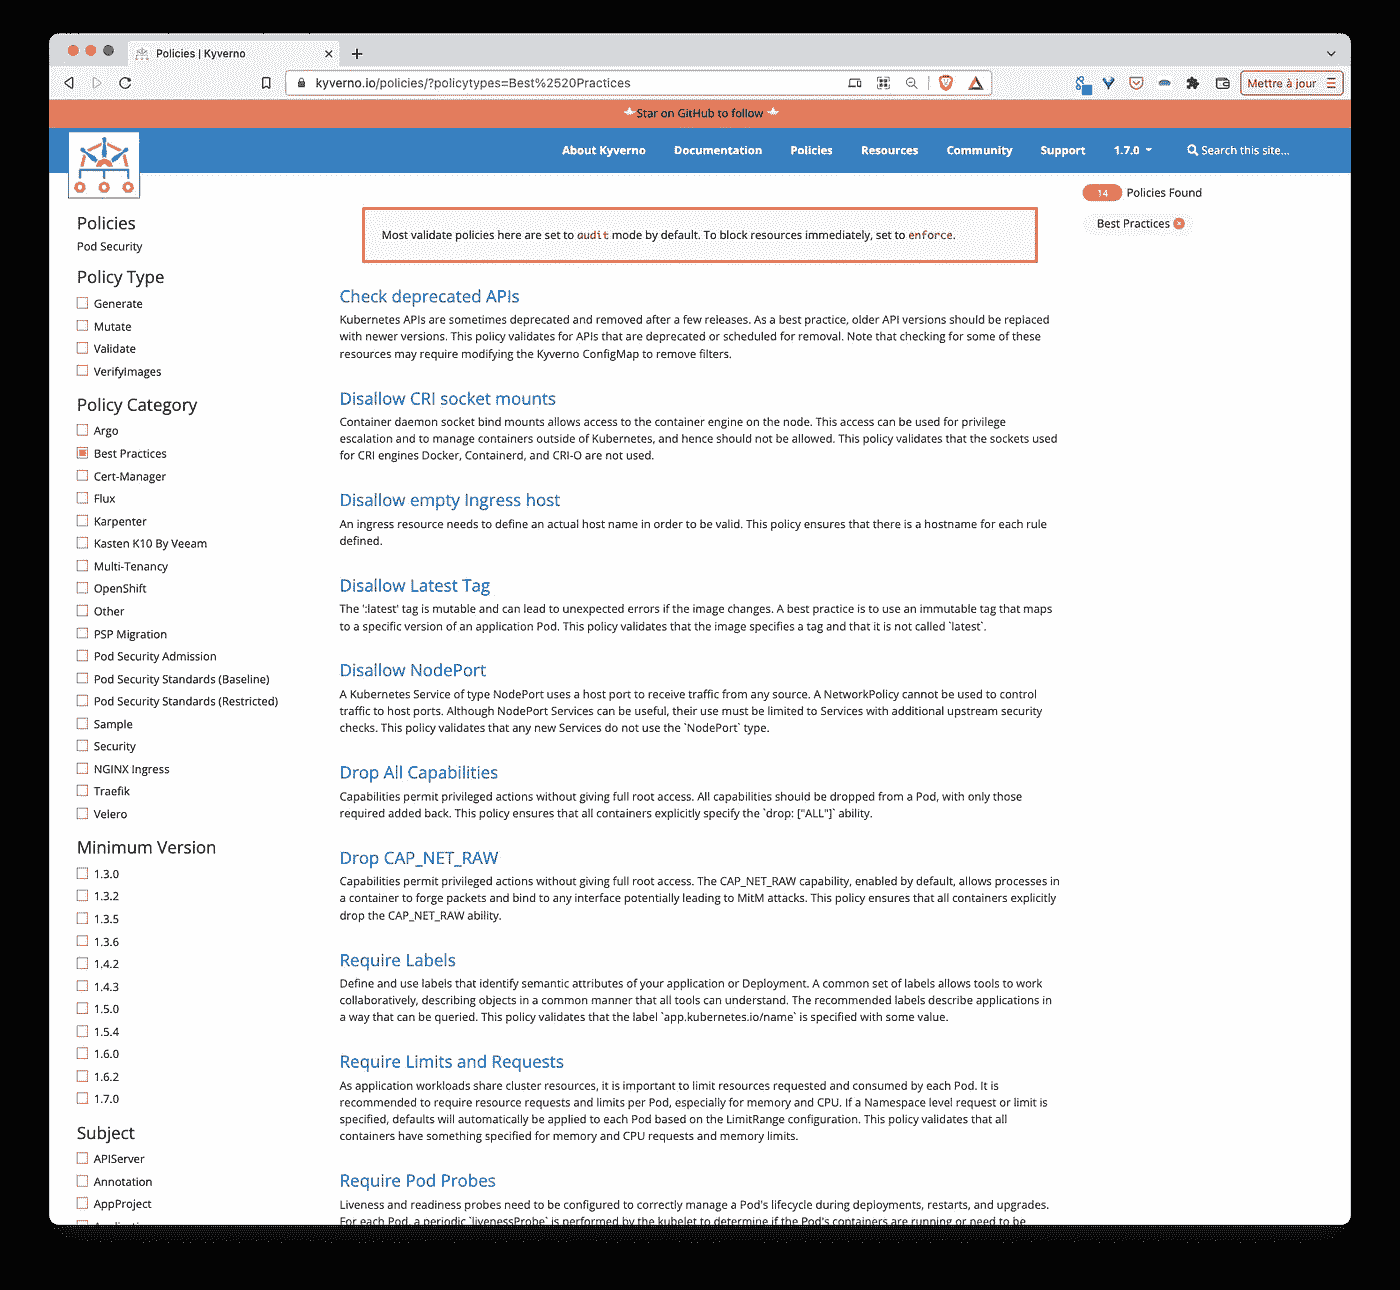 Policies | Kyverno
kyverno.io/policies/?policytypes=Best%2520Practices
Mettre à jour
Star on GitHub to follow
About Kyverno
Documentation
Policies
Resources
Community
Support
1.7.0
Search this site...
14 Policies Found
Best Practices
Policies
Pod Security
Policy Type
Generate
Mutate
Validate
VerifyImages
Policy Category
Argo
Best Practices
Cert-Manager
Flux
Karpenter
Kasten K10 By Veeam
Multi-Tenancy
OpenShift
Other
PSP Migration
Pod Security Admission
Pod Security Standards (Baseline)
Pod Security Standards (Restricted)
Sample
Security
NGINX Ingress
Traefik
Velero
Minimum Version
1.3.0
1.3.2
1.3.5
1.3.6
1.4.2
1.4.3
1.5.0
1.5.4
1.6.0
1.6.2
1.7.0
Subject
APIServer
Annotation
AppProject
Most validate policies here are set to audit mode by default. To block resources immediately, set to enforce.
Check deprecated APIs
Kubernetes APIs are sometimes deprecated and removed after a few releases. As a best practice, older API versions should be replaced
with newer versions. This policy validates for APIs that are deprecated or scheduled for removal. Note that checking for some of these
resources may require modifying the Kyverno ConfigMap to remove filters.
Disallow CRI socket mounts
Container daemon socket bind mounts allows access to the container engine on the node. This access can be used for privilege
escalation and to manage containers outside of Kubernetes, and hence should not be allowed. This policy validates that the sockets used
for CRI engines Docker, Containerd, and CRI-O are not used.
Disallow empty Ingress host
An ingress resource needs to define an actual host name in order to be valid. This policy ensures that there is a hostname for each rule
defined.
Disallow Latest Tag
The ':latest' tag is mutable and can lead to unexpected errors if the image changes. A best practice is to use an immutable tag that maps
to a specific version of an application Pod. This policy validates that the image specifies a tag and that it is not called `latest`.
Disallow NodePort
A Kubernetes Service of type NodePort uses a host port to receive traffic from any source. A NetworkPolicy cannot be used to control
traffic to host ports. Although NodePort Services can be useful, their use must be limited to Services with additional upstream security
checks. This policy validates that any new Services do not use the `NodePort` type.
Drop All Capabilities
Capabilities permit privileged actions without giving full root access. All capabilities should be dropped from a Pod, with only those
required added back. This policy ensures that all containers explicitly specify the `drop: ["ALL"]` ability.
Drop CAP_NET_RAW
Capabilities permit privileged actions without giving full root access. The CAP_NET_RAW capability, enabled by default, allows processes in
a container to forge packets and bind to any interface potentially leading to MitM attacks. This policy ensures that all containers explicitly
drop the CAP_NET_RAW ability.
Require Labels
Define and use labels that identify semantic attributes of your application or Deployment. A common set of labels allows tools to work
collaboratively, describing objects in a common manner that all tools can understand. The recommended labels describe applications in
a way that can be queried. This policy validates that the label `app.kubernetes.io/name` is specified with some value.
Require Limits and Requests
As application workloads share cluster resources, it is important to limit resources requested and consumed by each Pod. It is
recommended to require resource requests and limits per Pod, especially for memory and CPU. If a Namespace level request or limit is
specified, defaults will automatically be applied to each Pod based on the LimitRange configuration. This policy validates that all
containers have something specified for memory and CPU requests and memory limits.
Require Pod Probes
Liveness and readiness probes need to be configured to correctly manage a Pod's lifecycle during deployments, restarts, and upgrades.
For each Pod, a periodic `livenessProbe` is performed by the kubelet to determine if the Pod's containers are running or need to be